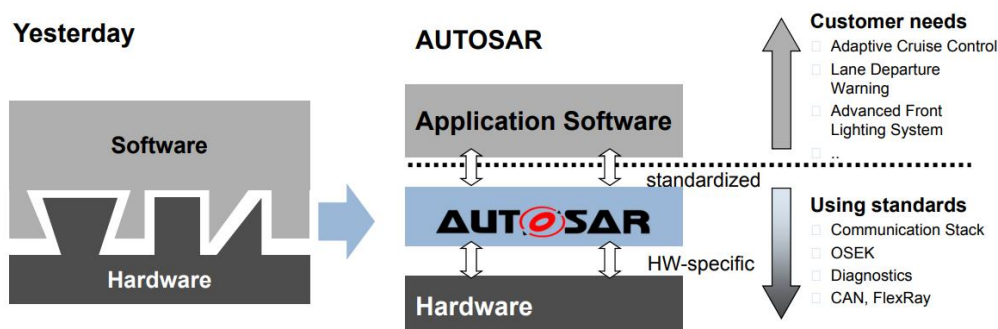 Yesterday
Software
Hardware
AUTOSAR
Application Software
standardized
AUTOSAR
HW-specific
Hardware
Customer needs
Adaptive Cruise Control
Lane Departure
Warning
Advanced Front
Lighting System
..
Using standards
Communication Stack
OSEK
Diagnostics
CAN, FlexRay